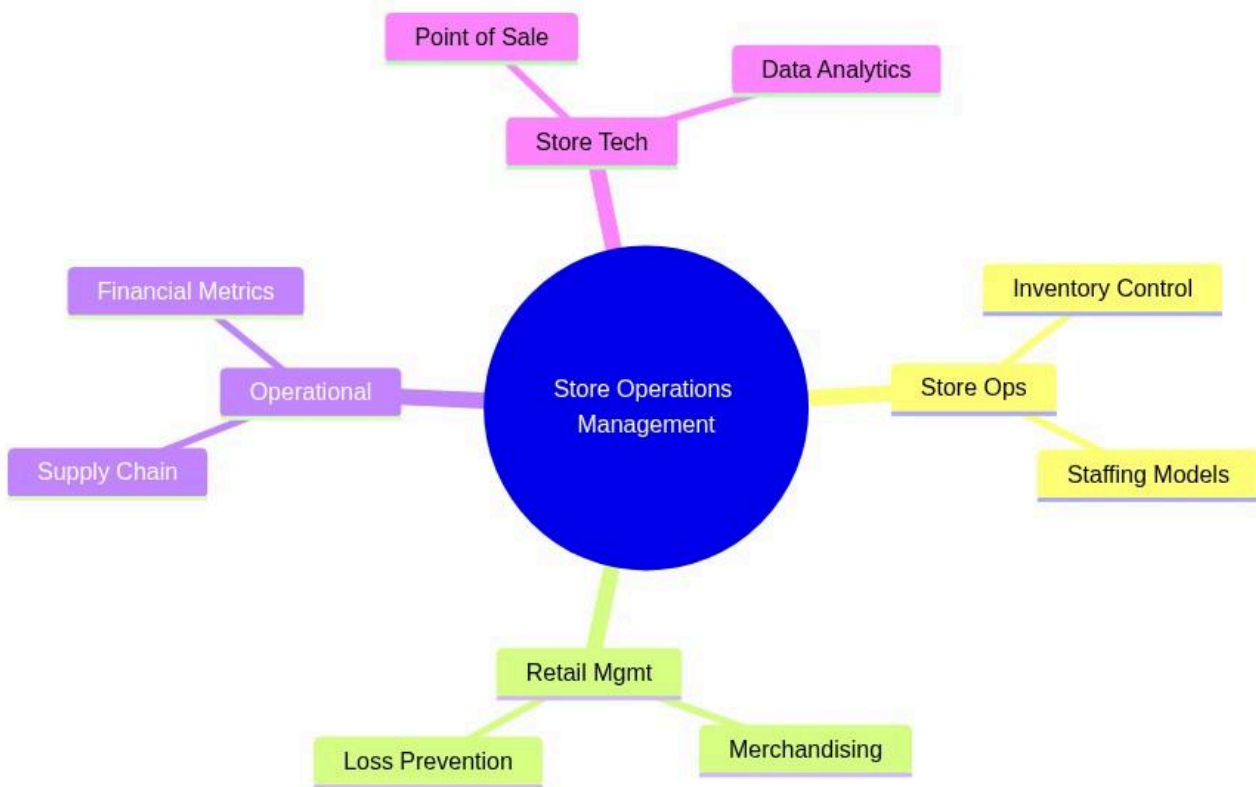 Point of Sale
Data Analytics
Store Tech
Financial Metrics
Inventory Control
Operational
Store Operations
Management
Store Ops
Supply Chain
Staffing Models
Retail Mgmt
Loss Prevention
Merchandising